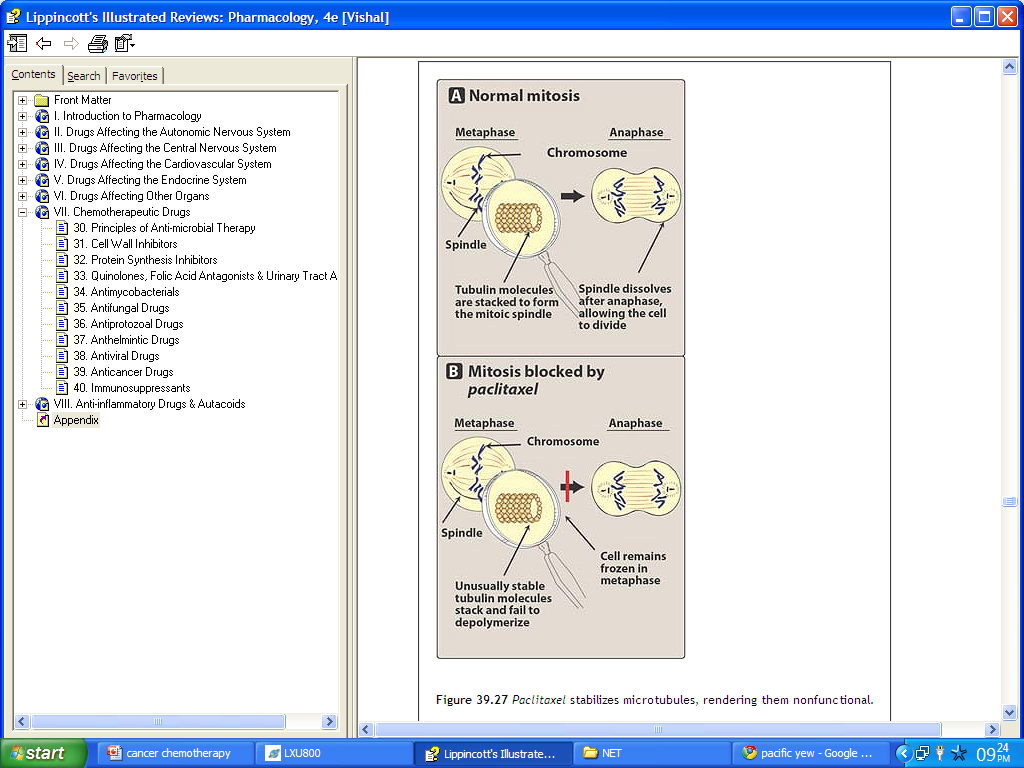 Lippincott's Illustrated Reviews: Pharmacology, 4e [Vishal]
Contents Search Favorites
Front Matter
I. Introduction to Pharmacology
II. Drugs Affecting the Autonomic Nervous System
III. Drugs Affecting the Central Nervous System
IV. Drugs Affecting the Cardiovascular System
V. Drugs Affecting the Endocrine System
VI. Drugs Affecting Other Organs
VII. Chemotherapeutic Drugs
30. Principles of Anti-microbial Therapy
31. Cell Wall Inhibitors
32. Protein Synthesis Inhibitors
33. Quinolones, Folic Acid Antagonists & Urinary Tract A
34. Antimycobacterials
35. Antifungal Drugs
36. Antiprotozoal Drugs
37. Anthelmintic Drugs
38. Antiviral Drugs
39. Anticancer Drugs
40. Immunosuppressants
VIII. Anti-inflammatory Drugs & Autacoids
Appendix
A Normal mitosis
Metaphase
Anaphase
Chromosome
Spindle
Tubulin molecules
are stacked to form
the mitoic spindle
Spindle dissolves
after anaphase,
allowing the cell
to divide
B Mitosis blocked by
paclitaxel
Metaphase
Anaphase
Chromosome
Spindle
Cell remains
frozen in
metaphase
Unusually stable
tubulin molecules
stack and fail to
depolymerize
Figure 39.27 Paclitaxel stabilizes microtubules, rendering them nonfunctional.
start
cancer chemotherapy
LXU800
Lippincott's Illustrate...
NET
pacific yew - Google ...
09 24 PM